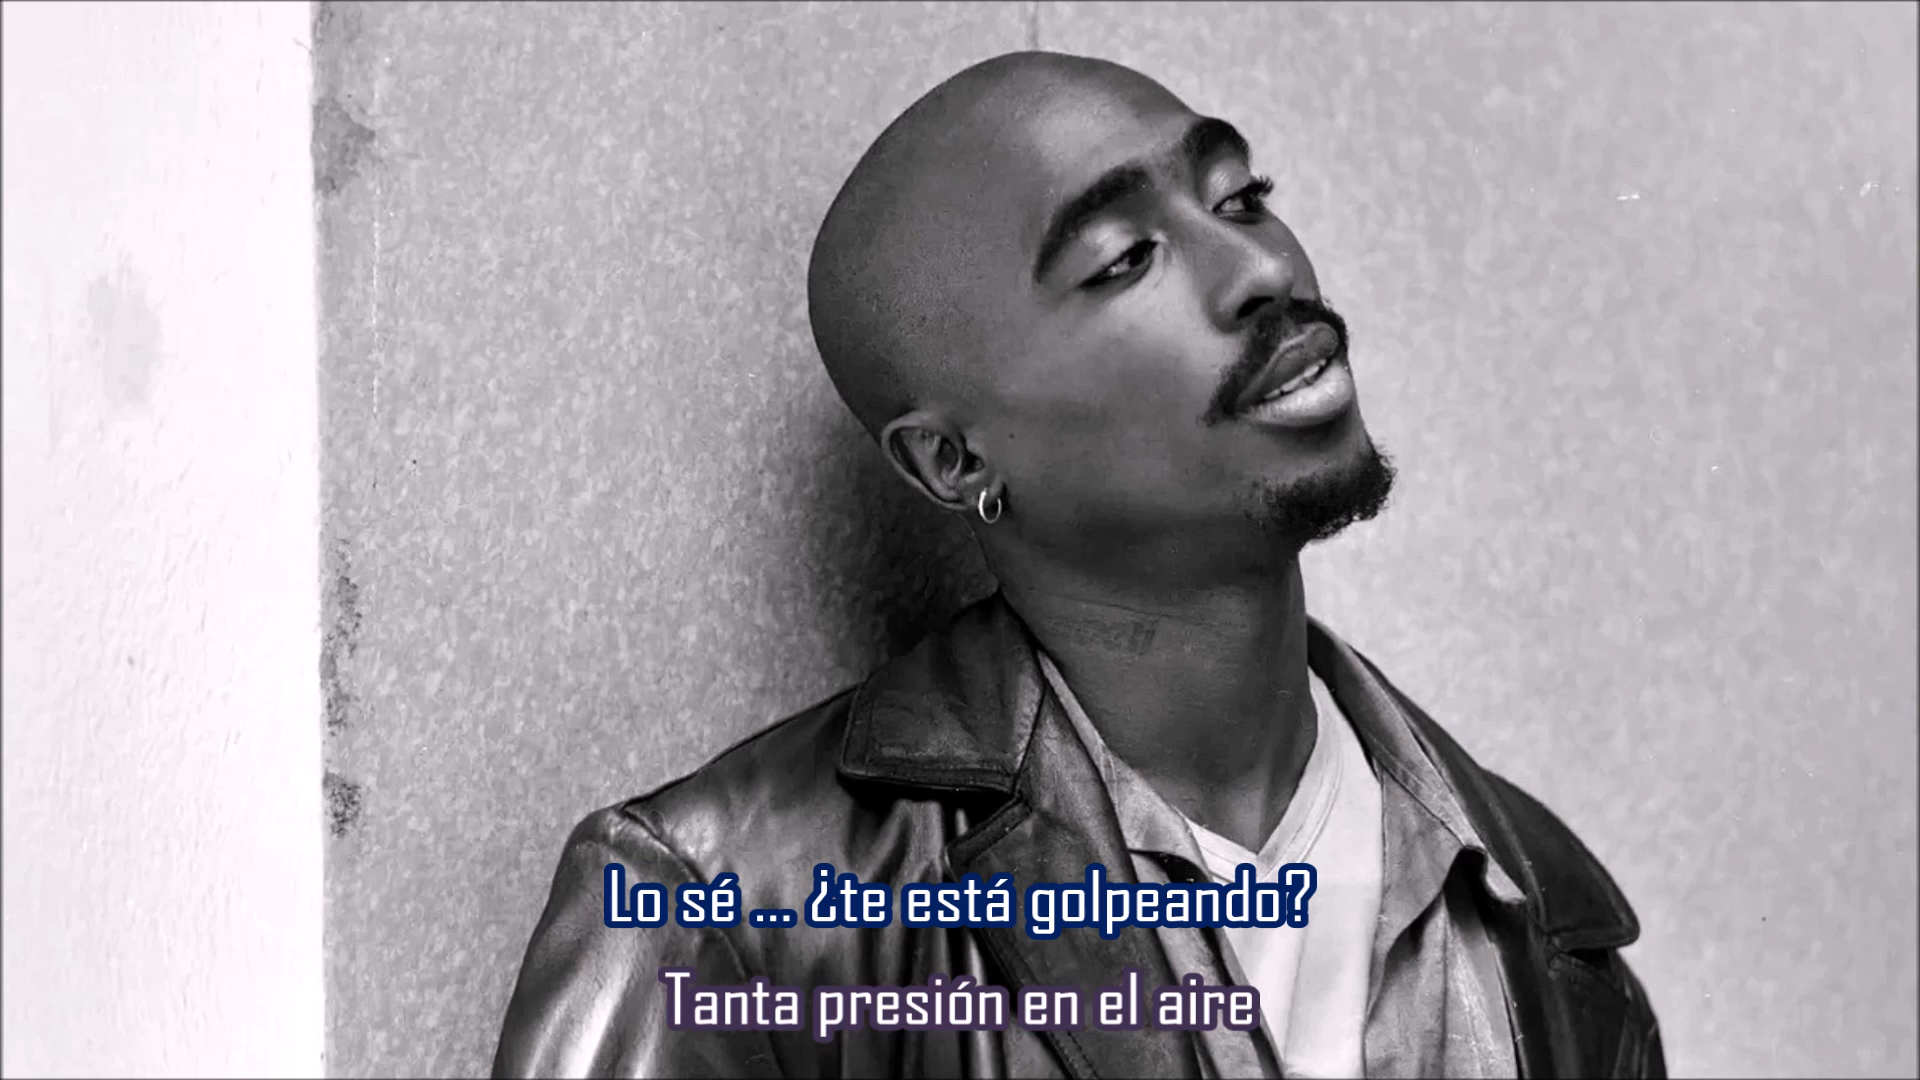 Lo sé ... ¿te está golpeando?
Tanta presión en el aire